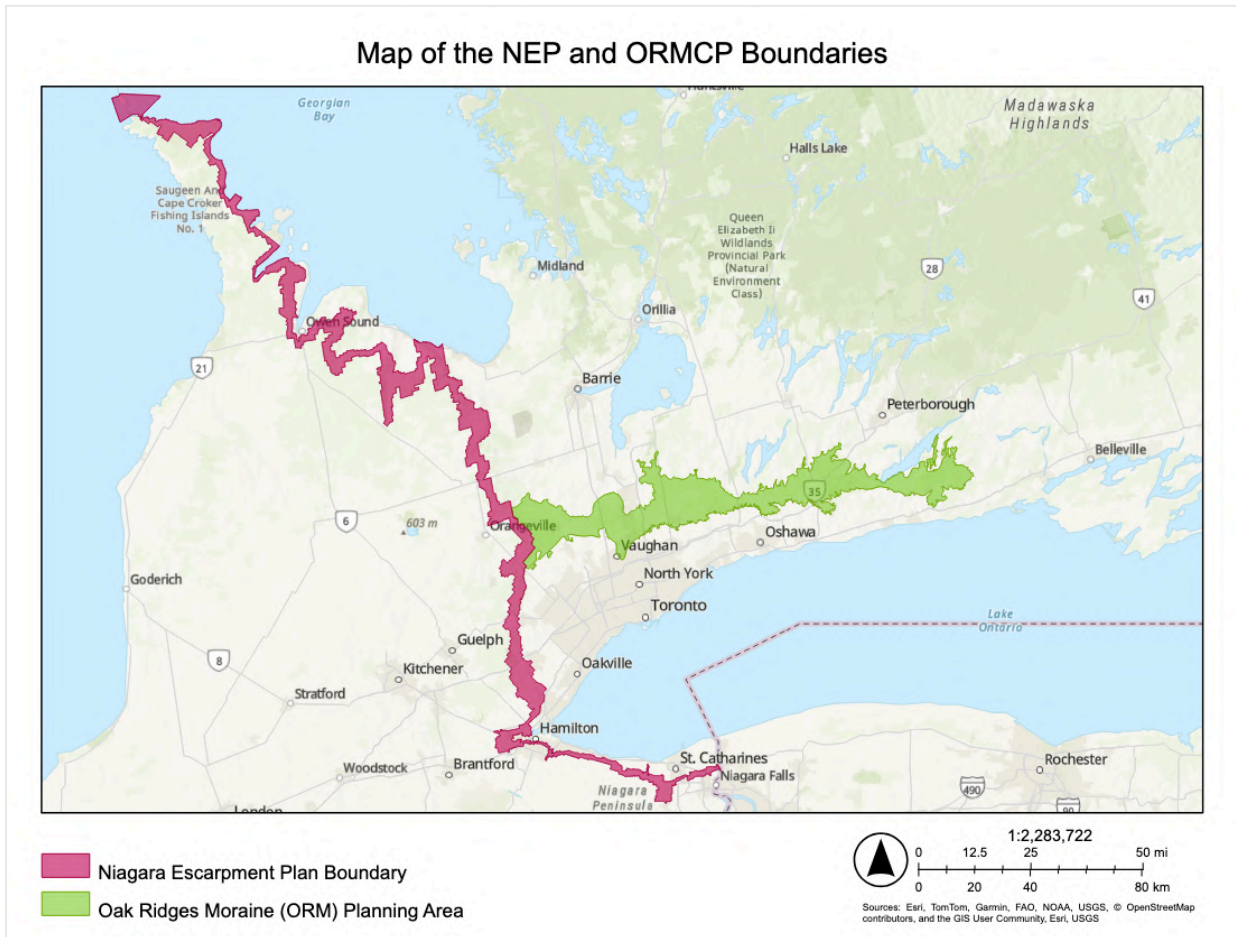 Map of the NEP and ORMCP Boundaries
Georgian
Bay
Huntsville
Madawaska
Highlands
Halls Lake
Saugeen And
Cape Croker
Fishing Islands
No. 1
Queen
Elizabeth Ii
Wildlands
Provincial Park
(Natural
Environment
Class)
28
41
Midland
Orillia
Owen Sound
21
Barrie
Peterborough
Belleville
35
6
603 m
Orangeville
Vaughan
Oshawa
Goderich
North York
Toronto
Lake
Ontario
Guelph
8
Kitchener
Oakville
Stratford
Hamilton
Woodstock
Brantford
St. Catharines
Niagara Falls
Rochester
Niagara
Peninsula
490
90
London
Niagara Escarpment Plan Boundary
Oak Ridges Moraine (ORM) Planning Area
1:2,283,722
0 12.5 25 50 mi
0 20 40 80 km
Sources: Esri, TomTom, Garmin, FAO, NOAA, USGS, © OpenStreetMap
contributors, and the GIS User Community, Esri, USGS